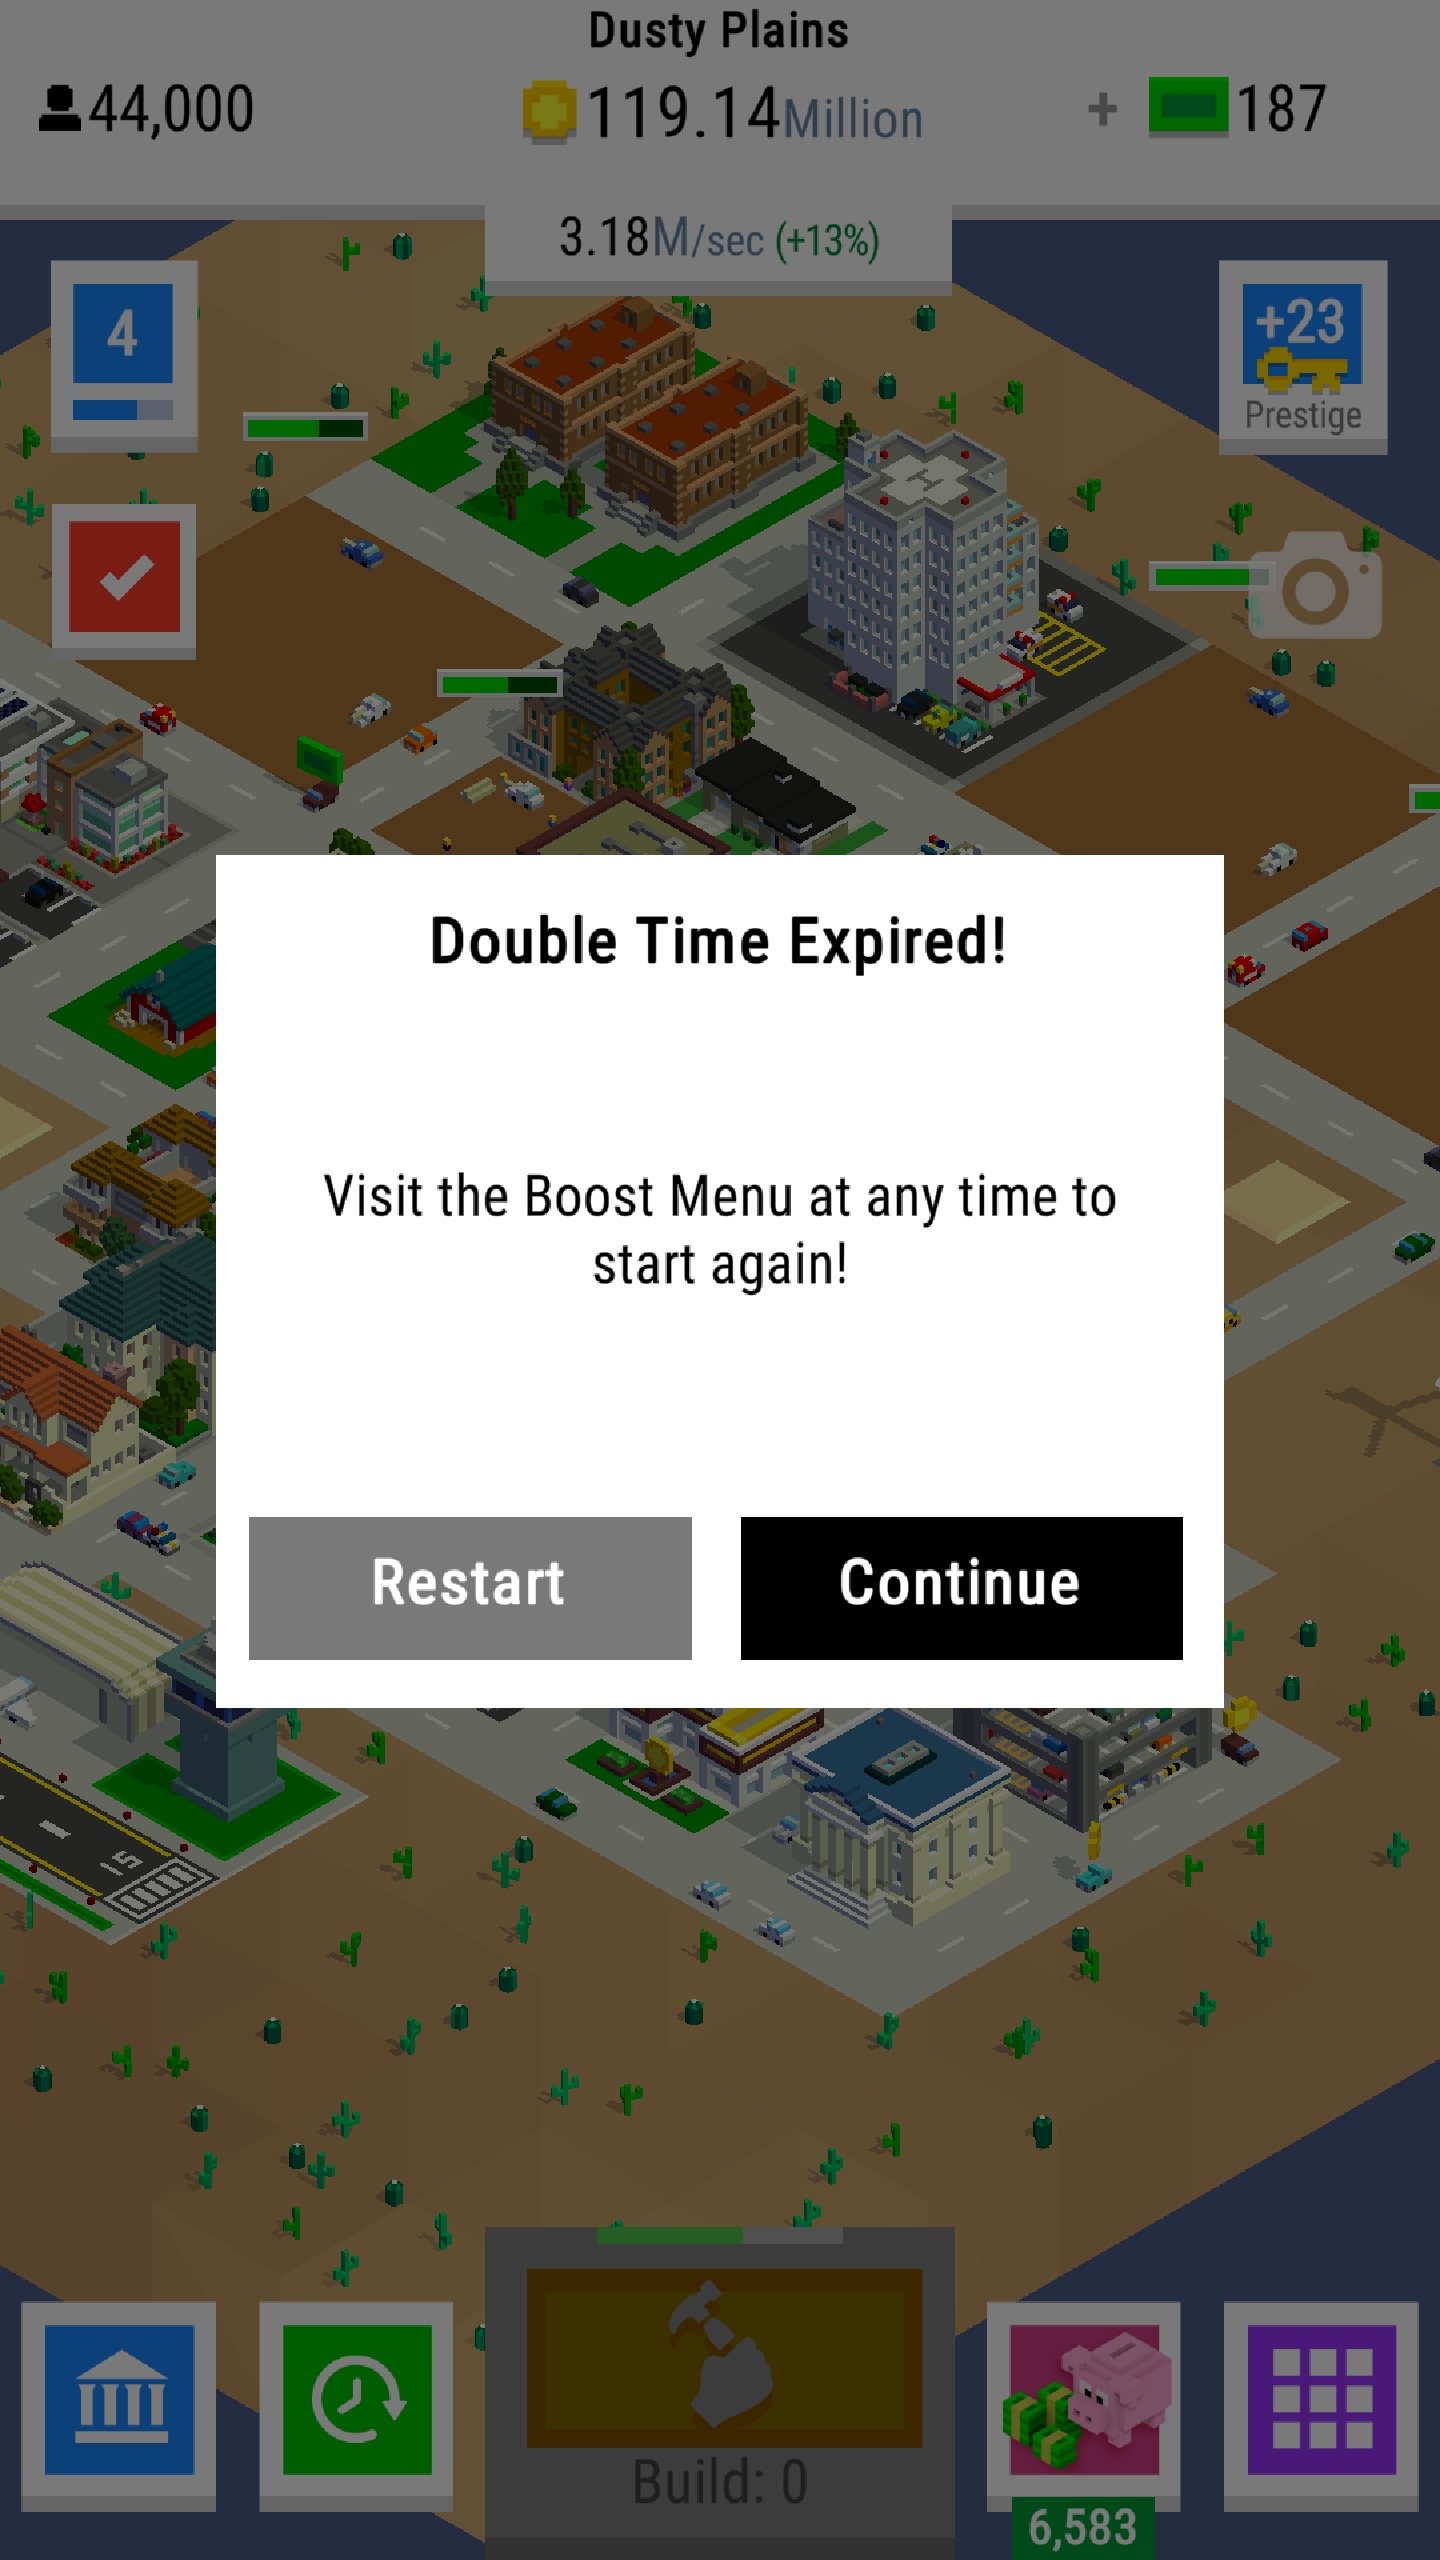 Dusty Plains
44,000
119.14Million
+ 187
3.18M/sec (+13%)
4
+23
Prestige
Double Time Expired!
Visit the Boost Menu at any time to
start again!
Restart
Continue
15
Build: 0
6,583